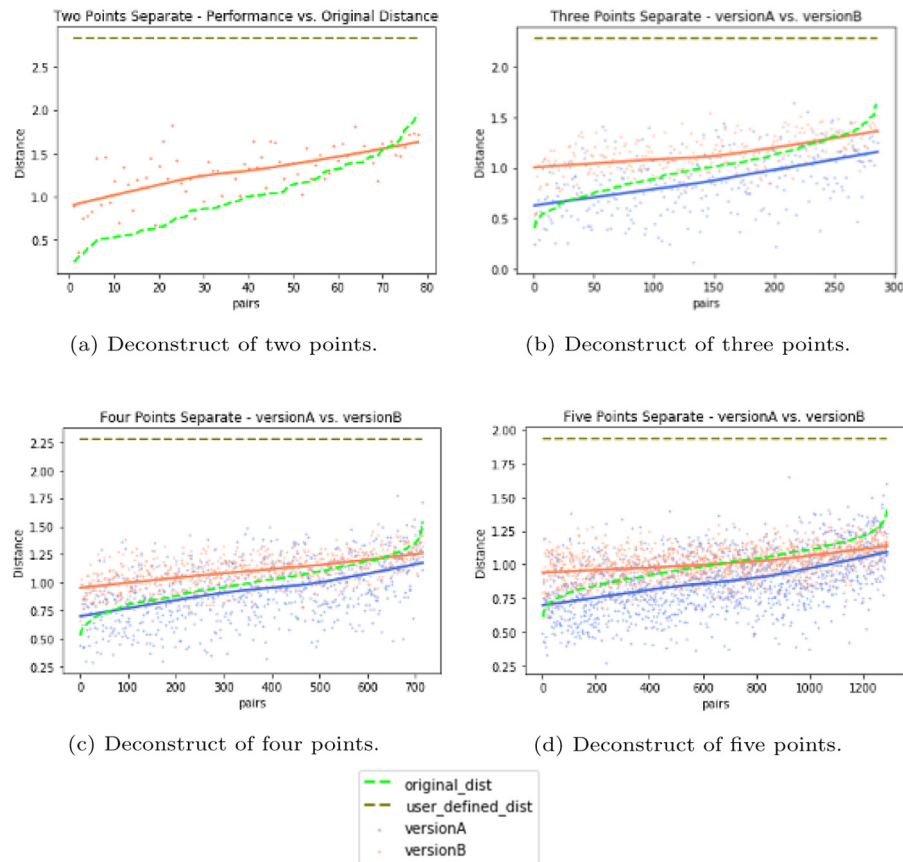 Two Points Separate - Performance vs. Original Distance
2.5
2.0
1.5
1.0
0.5
Distance
0 10 20 30 40 50 60 70 80
pairs
(a) Deconstruct of two points.
Three Points Separate - versionA vs. versionB
2.0
1.5
1.0
0.5
0.0
Distance
0 50 100 150 200 250 300
pairs
(b) Deconstruct of three points.
Four Points Separate - versionA vs. versionB
2.25
2.00
1.75
1.50
1.25
1.00
0.75
0.50
0.25
Distance
0 100 200 300 400 500 600 700
pairs
(c) Deconstruct of four points.
Five Points Separate - versionA vs. versionB
2.00
1.75
1.50
1.25
1.00
0.75
0.50
0.25
Distance
0 200 400 600 800 1000 1200
pairs
(d) Deconstruct of five points.
original_dist
user_defined_dist
versionA
versionB